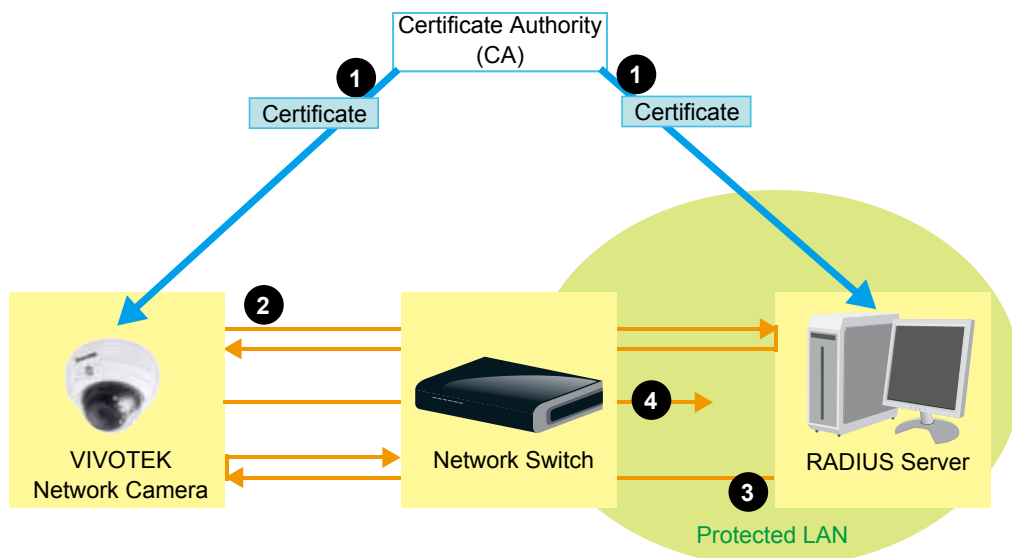 Certificate Authority
(CA)
1
1
Certificate
Certificate
2
4
VIVOTEK
Network Camera
Network Switch
RADIUS Server
3
Protected LAN